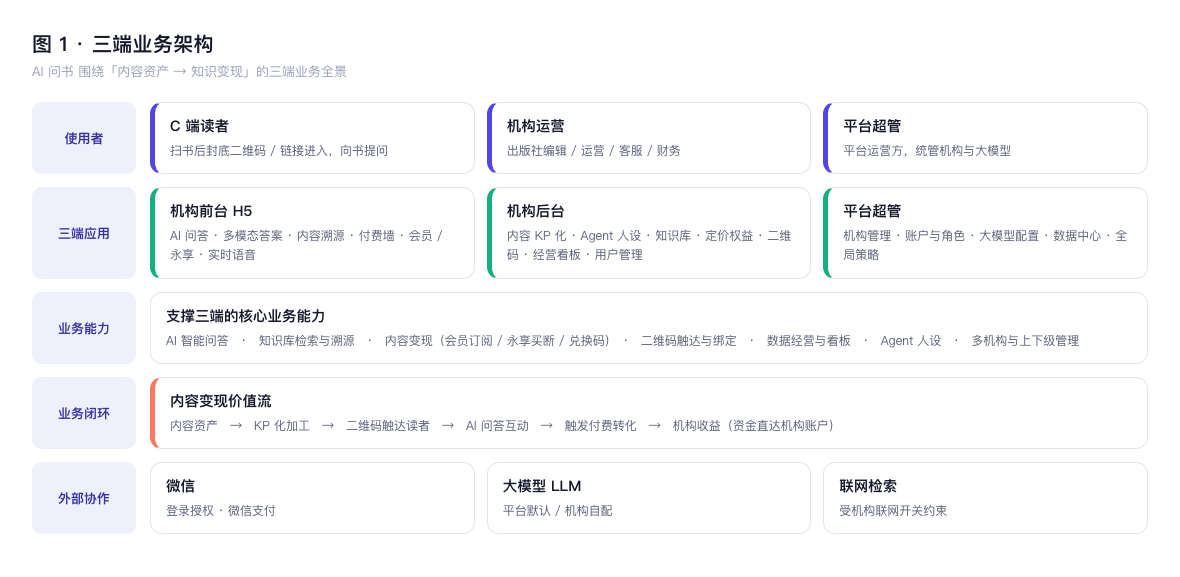 图 1 · 三端业务架构
AI 问书 围绕「内容资产 → 知识变现」的三端业务全景
使用者
C 端读者
扫书后封底二维码 / 链接进入，向书提问
机构运营
出版社编辑 / 运营 / 客服 / 财务
平台超管
平台运营方，统管机构与大模型
三端应用
机构前台 H5
AI 问答 · 多模态答案 · 内容溯源 · 付费墙 · 会员 /
永享 · 实时语音
机构后台
内容 KP 化 · Agent 人设 · 知识库 · 定价权益 · 二维
码 · 经营看板 · 用户管理
平台超管
机构管理 · 账户与角色 · 大模型配置 · 数据中心 · 全
局策略
业务能力
支撑三端的核心业务能力
AI 智能问答 · 知识库检索与溯源 · 内容变现（会员订阅 / 永享买断 / 兑换码） · 二维码触达与绑定 · 数据经营与看板 · Agent 人设 · 多机构与上下级管理
业务闭环
内容变现价值流
内容资产 → KP 化加工 → 二维码触达读者 → AI 问答互动 → 触发付费转化 → 机构收益（资金直达机构账户）
外部协作
微信
登录授权 · 微信支付
大模型 LLM
平台默认 / 机构自配
联网检索
受机构联网开关约束